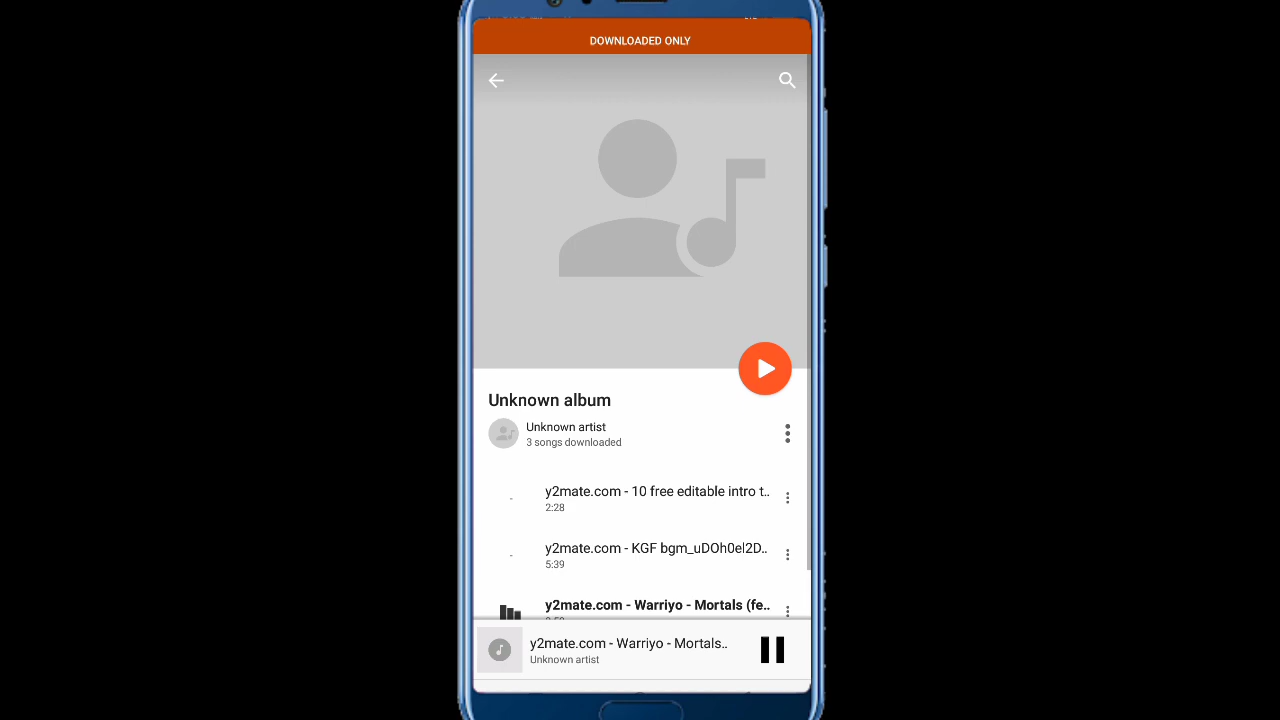 DOWNLOADED ONLY
Unknown album
Unknown artist
3 songs downloaded
y2mate.com - 10 free editable intro t..
2:28
y2mate.com - KGF bgm_uDOh0el2D..
5:39
y2mate.com - Warriyo - Mortals (fe..
y2mate.com - Warriyo - Mortals..
Unknown artist